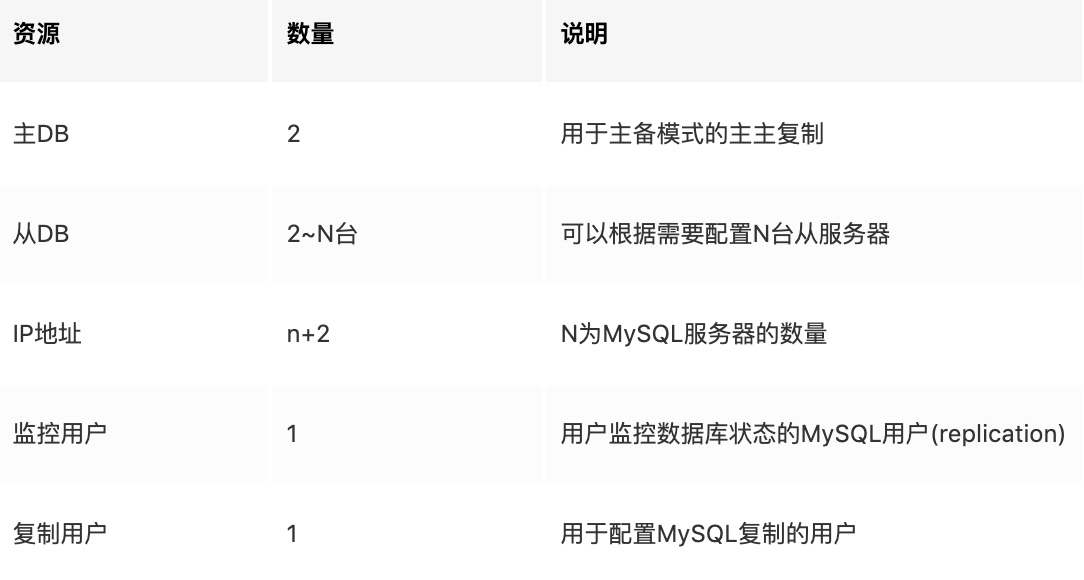 资源 数量 说明
主DB 2 用于主备模式的主主复制
从DB 2~N台 可以根据需要配置N台从服务器
IP地址 n+2 N为MySQL服务器的数量
监控用户 1 用户监控数据库状态的MySQL用户(replication)
复制用户 1 用于配置MySQL复制的用户